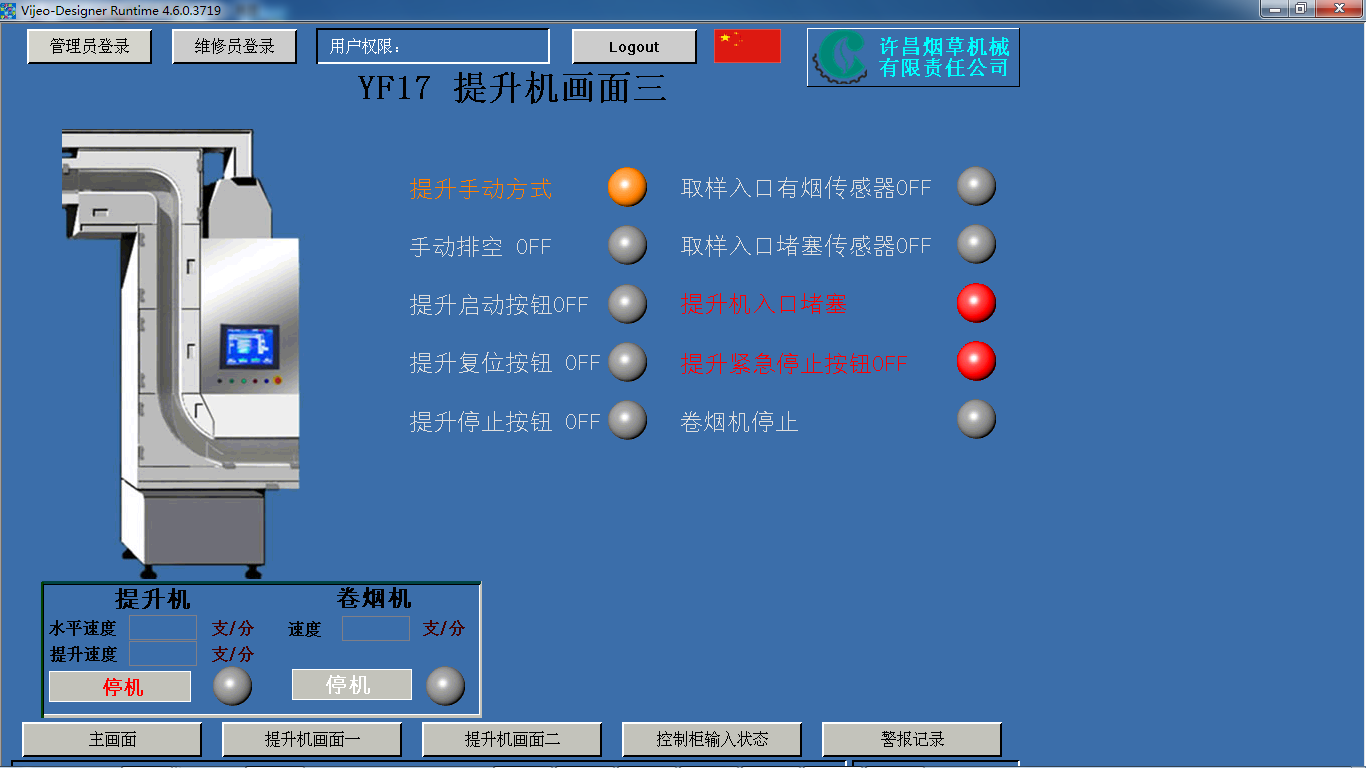 Vijeo-Designer Runtime 4.6.0.3719
管理员登录
维修员登录
用户权限：
Logout
许昌烟草机械
有限责任公司
YF17 提升机画面三
提升手动方式
取样入口有烟传感器OFF
手动排空 OFF
取样入口堵塞传感器OFF
提升启动按钮OFF
提升机入口堵塞
提升复位按钮 OFF
提升紧急停止按钮OFF
提升停止按钮 OFF
卷烟机停止
提升机
卷烟机
水平速度
支/分
速度
支/分
提升速度
支/分
停机
停机
主画面
提升机画面一
提升机画面二
控制柜输入状态
警报记录